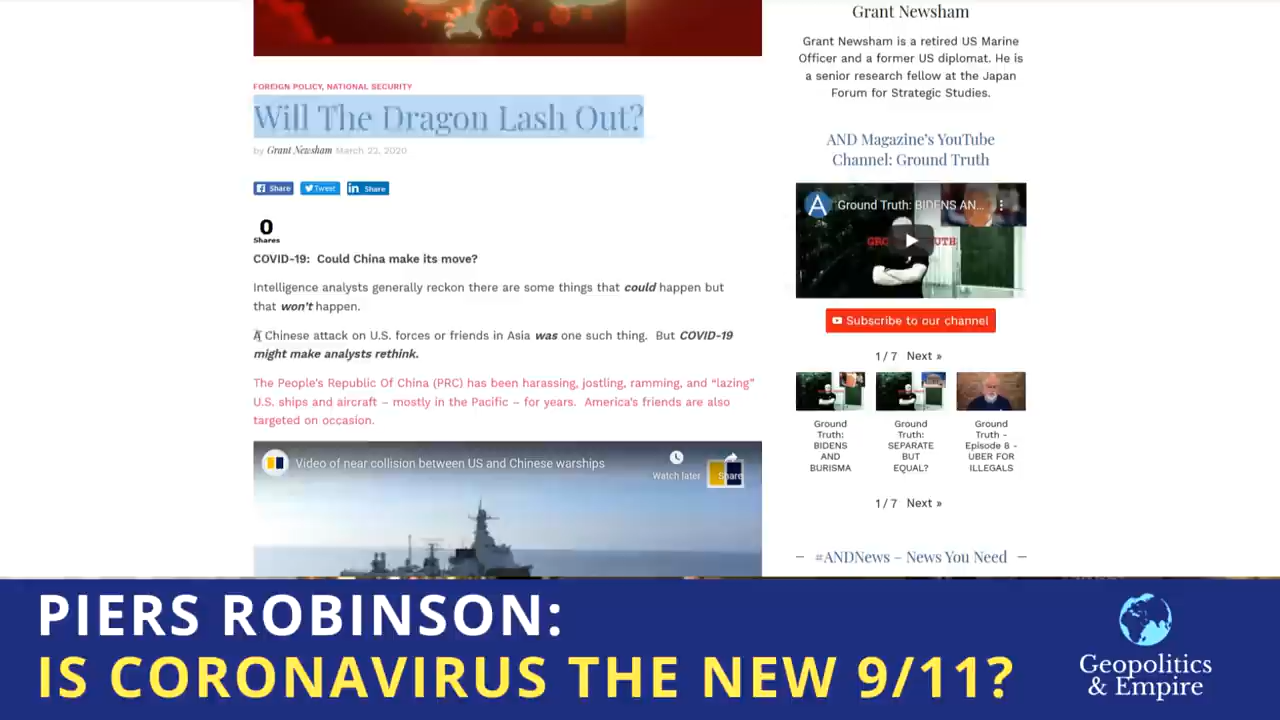 FOREIGN POLICY, NATIONAL SECURITY
Will The Dragon Lash Out?
by Grant Newsham March 22, 2020
Share
Tweet
Share
0
Shares
COVID-19: Could China make its move?
Intelligence analysts generally reckon there are some things that could happen but
that won't happen.
A Chinese attack on U.S. forces or friends in Asia was one such thing. But COVID-19
might make analysts rethink.
The People's Republic Of China (PRC) has been harassing, jostling, ramming, and “lazing”
U.S. ships and aircraft – mostly in the Pacific – for years. America's friends are also
targeted on occasion.
Video of near collision between US and Chinese warships
Watch later
Share
Grant Newsham
Grant Newsham is a retired US Marine
Officer and a former US diplomat. He is
a senior research fellow at the Japan
Forum for Strategic Studies.
AND Magazine's YouTube
Channel: Ground Truth
A
Ground Truth: BIDENS AN...
Subscribe to our channel
1 / 7 Next »
Ground
Truth:
BIDENS
AND
BURISMA
Ground
Truth:
SEPARATE
BUT
EQUAL?
Ground
Truth -
Episode 6 -
UBER FOR
ILLEGALS
1 / 7 Next »
#ANDNews – News You Need
PIERS ROBINSON:
IS CORONAVIRUS THE NEW 9/11?
Geopolitics
& Empire